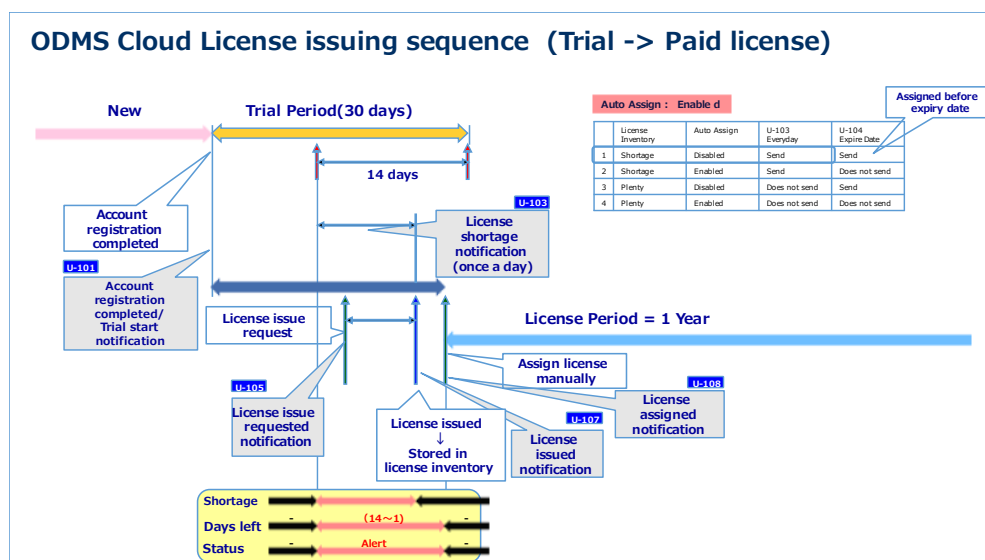 ODMS Cloud License issuing sequence (Trial -> Paid license)
New
Trial Period(30 days)
14 days
Auto Assign : Enable d
Assigned before
expiry date
License
Inventory
Auto Assign
U-103
Everyday
U-104
Expire Date
1 Shortage Disabled Send Send
2 Shortage Enabled Send Does not send
3 Plenty Disabled Does not send Send
4 Plenty Enabled Does not send Does not send
Account
registration
completed
U-103
License
shortage
notification
(once a day)
U-101
Account
registration
completed/
Trial start
notification
License issue
request
License Period = 1 Year
Assign license
manually
U-105
License issue
requested
notification
License issued
↓
Stored in
license inventory
U-107
License
issued
notification
U-108
License
assigned
notification
Shortage
Days left - (14～1) -
Status - Alert -